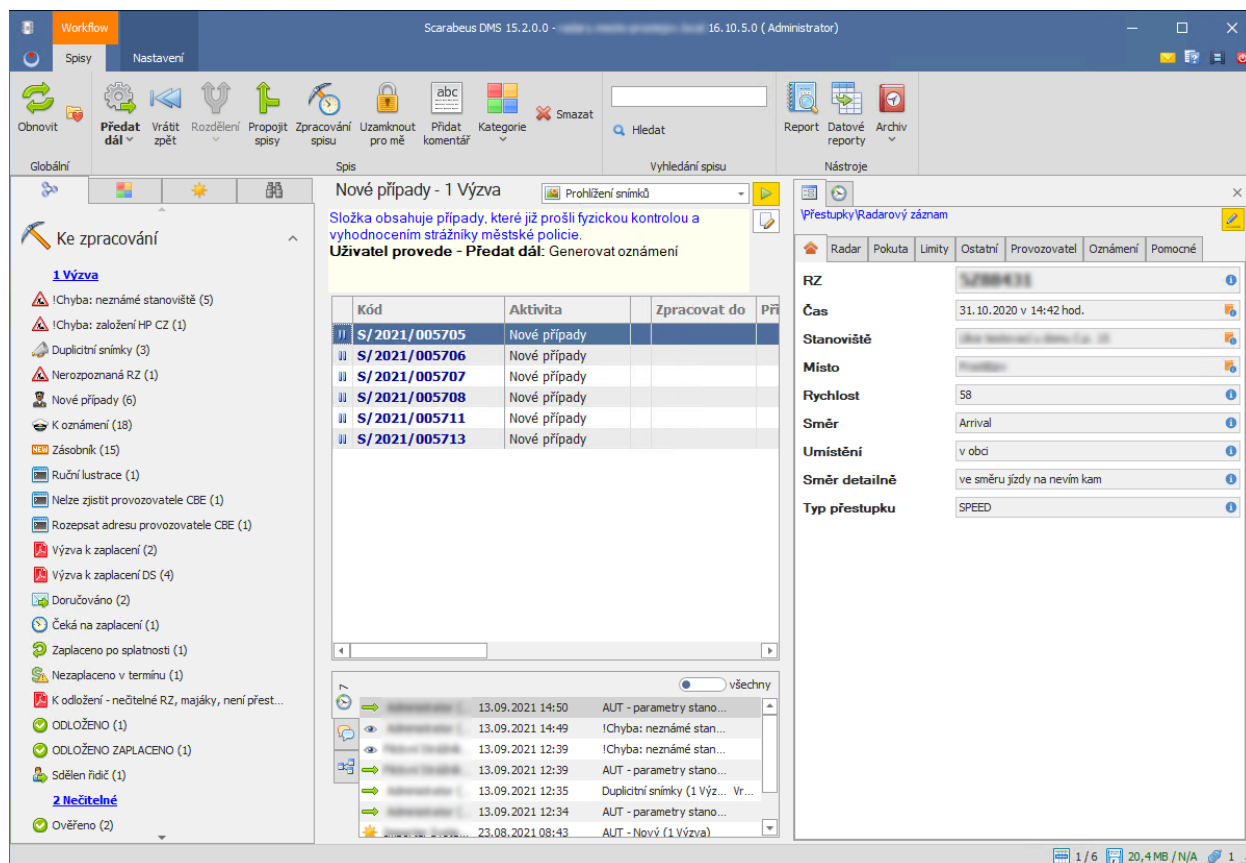 Workflow
Scarabeus DMS 15.2.0.0 - 16.10.5.0 ( Administrator)
Spisy
Nastavení
Obnovit
Předat dál
Vrátit zpět
Rozdělení
Propojit spisy
Zpracování spisu
Uzamknout pro mě
abc
Přidat komentář
Kategorie
Smazat
Hledat
Report
Datové reporty
Archiv
Globální
Spis
Vyhledání spisu
Nástroje
Ke zpracování
1 Výzva
!Chyba: neznámé stanoviště (5)
!Chyba: založení HP CZ (1)
Duplicitní snímky (3)
Nerozpoznaná RZ (1)
Nové případy (6)
K oznámení (18)
NEW Zásobník (15)
Ruční lustrace (1)
Nelze zjistit provozovatele CBE (1)
Rozepsat adresu provozovatele CBE (1)
Výzva k zaplacení (2)
Výzva k zaplacení DS (4)
Doručováno (2)
Čeká na zaplacení (1)
Zaplaceno po splatnosti (1)
Nezaplaceno v termínu (1)
K odložení - nečitelné RZ, majáky, není přest...
ODLOŽENO (1)
ODLOŽENO ZAPLACENO (1)
Sdělen řidič (1)
2 Nečitelné
Ověřeno (2)
Nové případy - 1 Výzva
Prohlížení snímků
Složka obsahuje případy, které již prošli fyzickou kontrolou a
vyhodnocením strážníky městské policie.
Uživatel provede - Předat dál: Generovat oznámení
Kód Aktivita Zpracovat do Při
S/2021/005705 Nové případy
S/2021/005706 Nové případy
S/2021/005707 Nové případy
S/2021/005708 Nové případy
S/2021/005711 Nové případy
S/2021/005713 Nové případy
všechny
13.09.2021 14:50 AUT - parametry stano...
13.09.2021 14:49 !Chyba: neznámé stan...
13.09.2021 12:39 !Chyba: neznámé stan...
13.09.2021 12:39 AUT - parametry stano...
13.09.2021 12:35 Duplicitní snímky (1 Výz... Vr...
13.09.2021 12:34 AUT - parametry stano...
23.08.2021 08:43 AUT - Nový (1 Výzva)
\Přestupky\Radarový záznam
Radar Pokuta Limity Ostatní Provozovatel Oznámení Pomocné
RZ
Čas 31.10.2020 v 14:42 hod.
Stanoviště
Místo
Rychlost 58
Směr Arrival
Umístění v obci
Směr detailně ve směru jízdy na nevím kam
Typ přestupku SPEED
1 / 6 20,4 MB / N/A 1